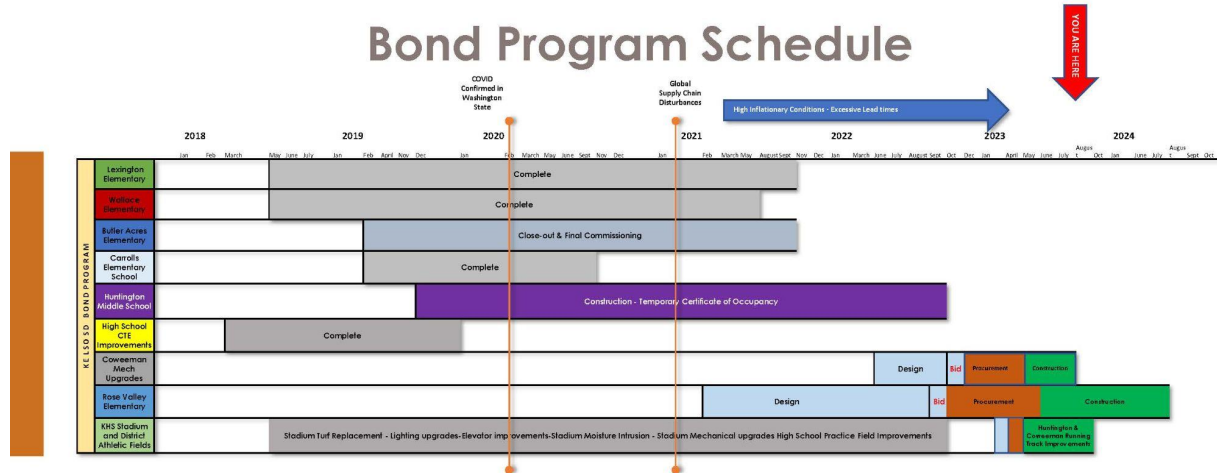 Bond Program Schedule
YOU ARE HERE
COVID
Confirmed in
Washington
State
Global
Supply Chain
Disturbances
High Inflationary Conditions - Excessive Lead times
2018 2019 2020 2021 2022 2023 2024
Jan Feb March May June July Jan Feb April Nov Dec Jan Feb March May June Sept Nov Dec Jan Feb March May August Sept Nov Dec Jan March June July August Sept Oct Dec Jan April May June July Augus
t Oct Jan June July Augus
t Sept Oct
KELSO SD BOND PROGRAM
Lexington
Elementary
Complete
Wallace
Elementary
Complete
Butler Acres
Elementary
Close-out & Final Commissioning
Carrolls
Elementary
School
Complete
Huntington
Middle School
Construction - Temporary Certificate of Occupancy
High School
CTE
Improvements
Complete
Coweeman
Mech
Upgrades
Design Bid Procurement Construction
Rose Valley
Elementary
Design Bid Procurement Construction
KHS Stadium
and District
Athletic Fields
Stadium Turf Replacement - Lighting upgrades-Elevator improvements-Stadium Moisture Intrusion - Stadium Mechanical upgrades High School Practice Field Improvements
Huntington &
Coweeman Running
Track Improvements